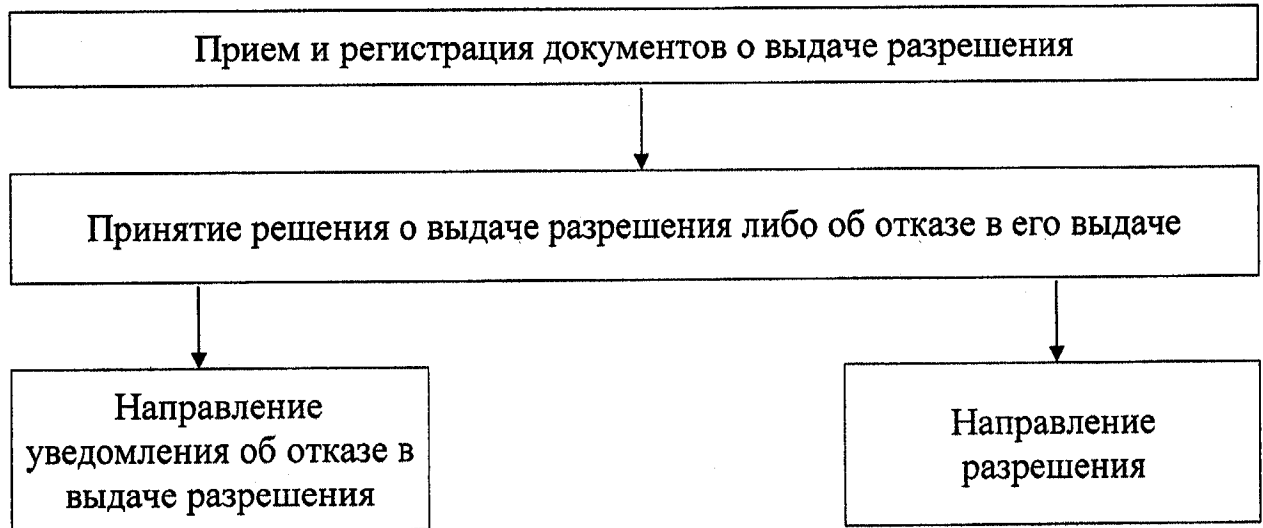 Прием и регистрация документов о выдаче разрешения
Принятие решения о выдаче разрешения либо об отказе в его выдаче
Направление
уведомления об отказе в
выдаче разрешения
Направление
разрешения